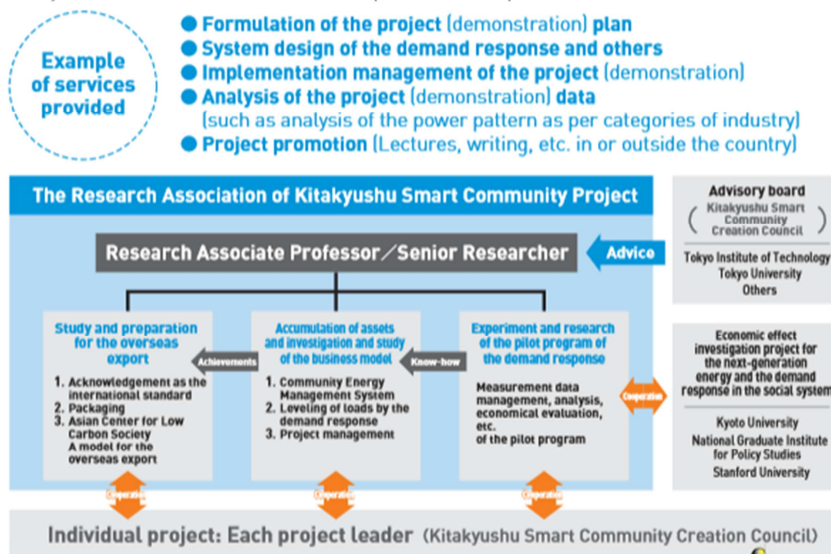 Example
of services
provided
● Formulation of the project (demonstration) plan
● System design of the demand response and others
● Implementation management of the project (demonstration)
● Analysis of the project (demonstration) data
(such as analysis of the power pattern as per categories of industry)
● Project promotion (Lectures, writing, etc. in or outside the country)
The Research Association of Kitakyushu Smart Community Project
Research Associate Professor/Senior Researcher
Advice
Advisory board
(Kitakyushu Smart
Community
Creation Council)
Tokyo Institute of Technology
Tokyo University
Others
Study and preparation
for the overseas
export
1. Acknowledgement as the
international standard
2. Packaging
3. Asian Center for Low
Carbon Society
A model for the
overseas export
Achievements
Accumulation of assets
and investigation and study
of the business model
1. Community Energy
Management System
2. Leveling of loads by the
demand response
3. Project management
Know-how
Experiment and research
of the pilot program of
the demand response
Measurement data
management, analysis,
economical evaluation,
etc.
of the pilot program
Cooperation
Economic effect
investigation project for
the next-generation
energy and the demand
response in the social system
Kyoto University
National Graduate Institute
for Policy Studies
Stanford University
Cooperation
Cooperation
Cooperation
Individual project: Each project leader (Kitakyushu Smart Community Creation Council)